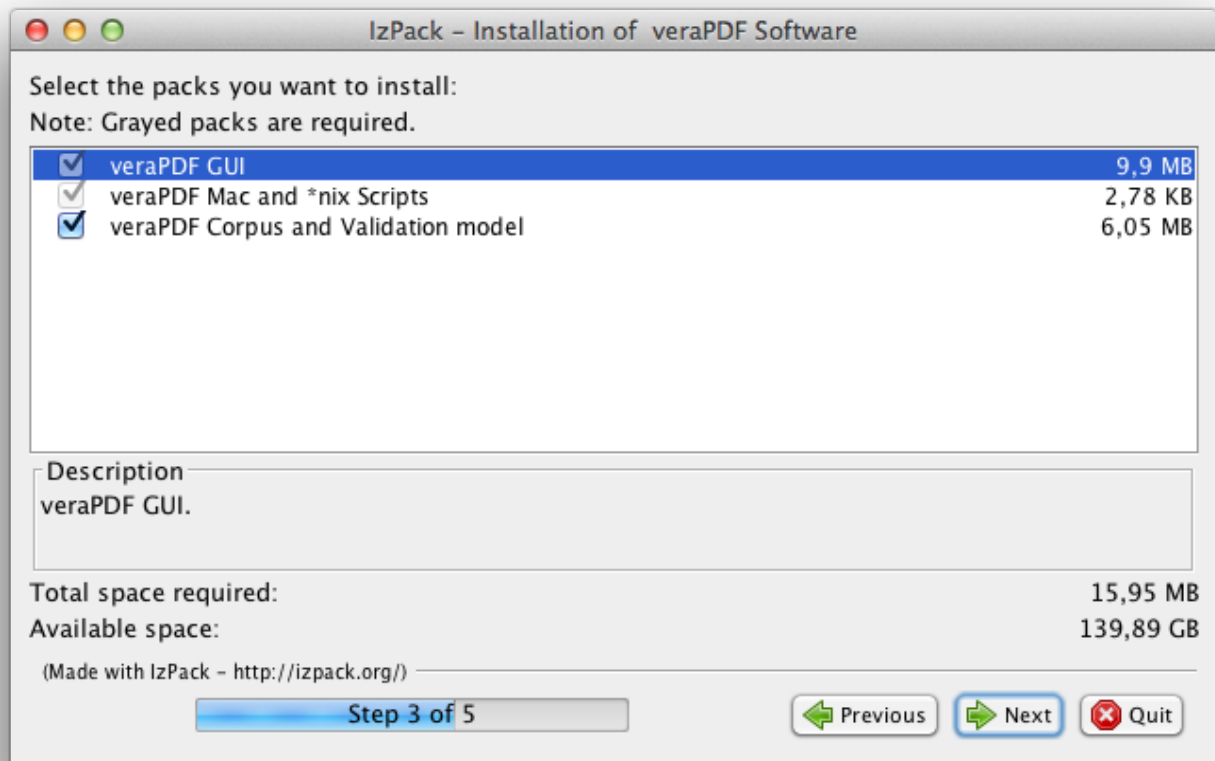 IzPack – Installation of  veraPDF Software
Select the packs you want to install:
Note: Grayed packs are required.
veraPDF GUI 9,9 MB
veraPDF Mac and *nix Scripts 2,78 KB
veraPDF Corpus and Validation model 6,05 MB
Description
veraPDF GUI.
Total space required: 15,95 MB
Available space: 139,89 GB
(Made with IzPack – http://izpack.org/)
Step 3 of 5 Previous Next Quit